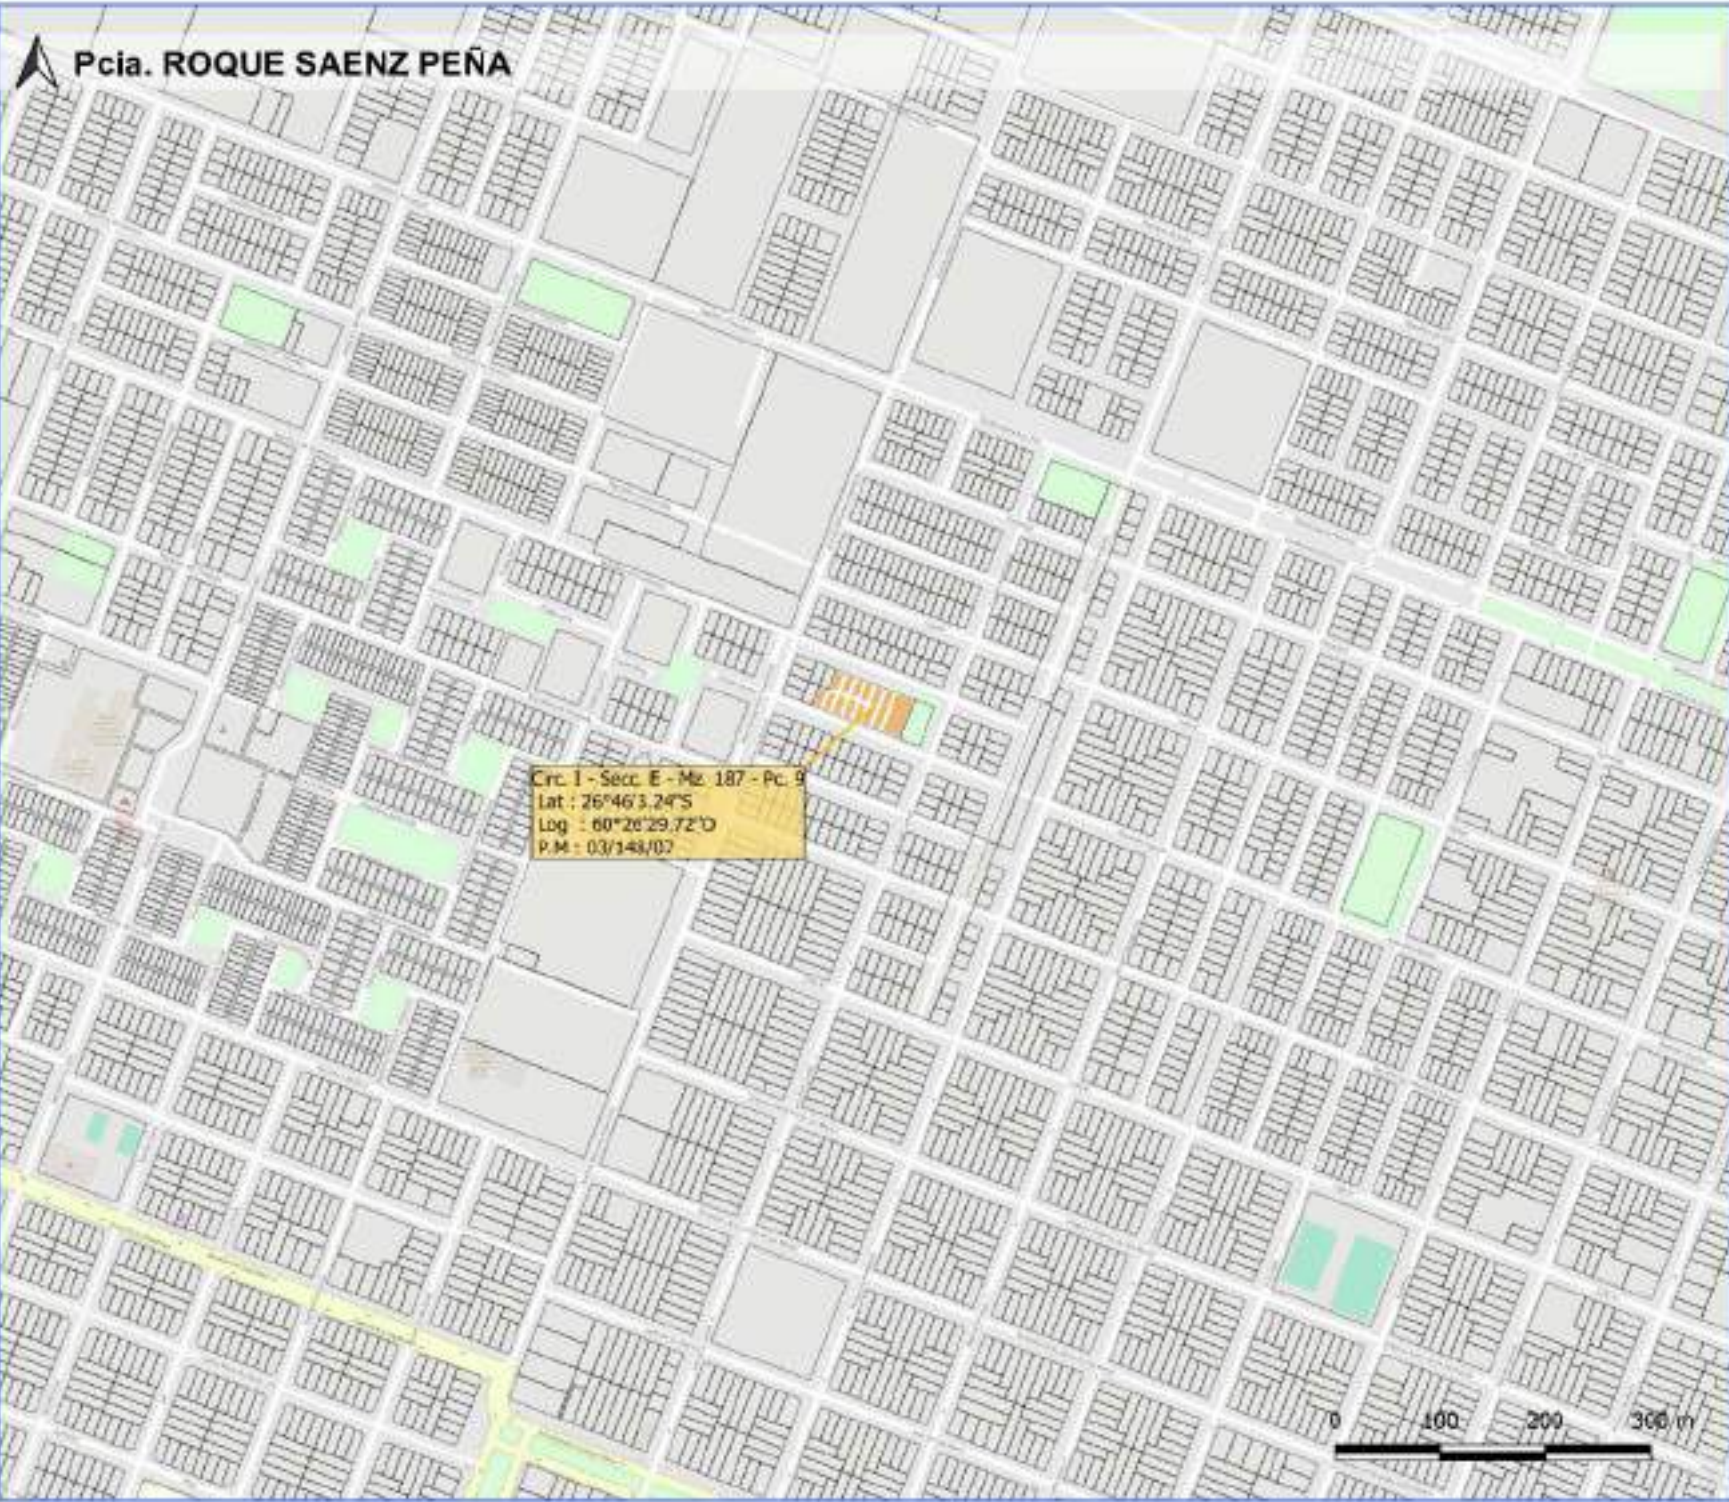 Pcia. ROQUE SAENZ PEÑA
Circ. I - Secc. E - Mz. 187 - Pc. 9
Lat : 26°46'3.24"S
Log : 60°26'29.72"O
P.M : 03/148/07
0 100 200 300 m